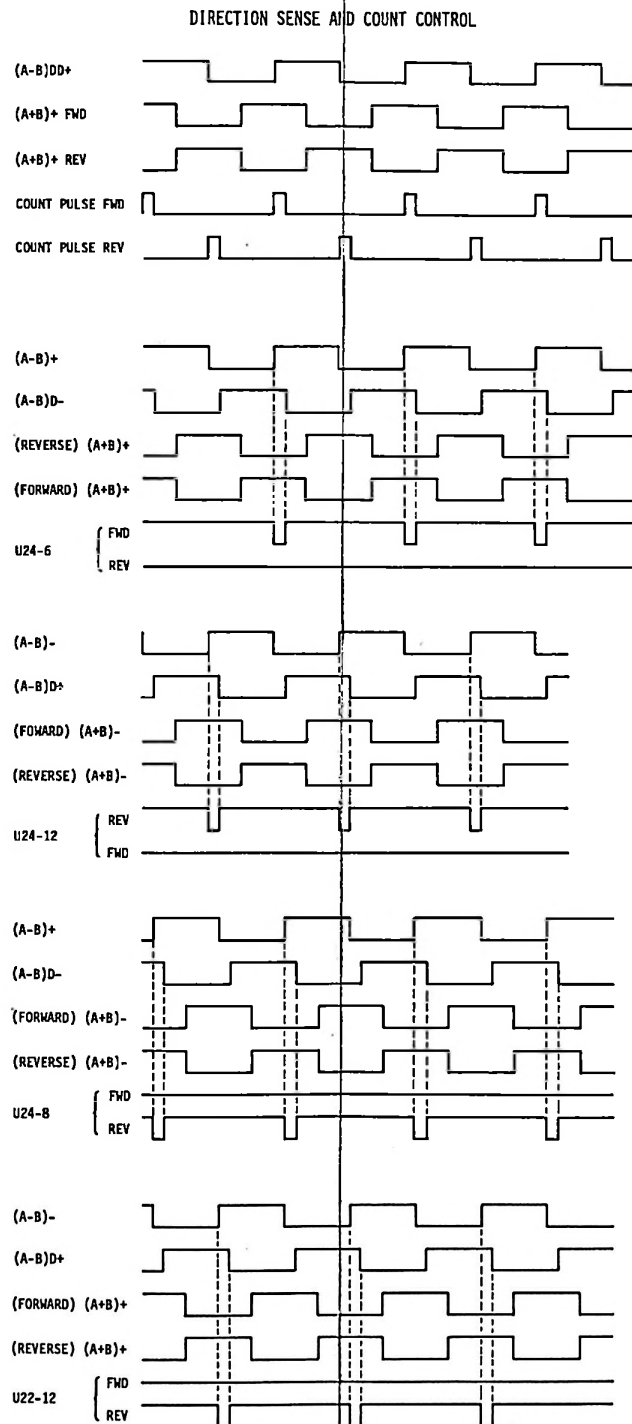 DIRECTION SENSE AND COUNT CONTROL
(A-B)DD+
(A+B)+ FWD
(A+B)+ REV
COUNT PULSE FWD
COUNT PULSE REV
(A-B)+
(A-B)D-
(REVERSE) (A+B)+
(FORWARD) (A+B)+
FWD
U24-6
REV
(A-B)-
(A-B)D+
(FOWARD) (A+B)-
(REVERSE) (A+B)-
REV
U24-12
FWD
(A-B)+
(A-B)D-
(FORWARD) (A+B)-
(REVERSE) (A+B)-
FWD
U24-8
REV
(A-B)-
(A-B)D+
(FORWARD) (A+B)+
(REVERSE) (A+B)+
FWD
U22-12
REV